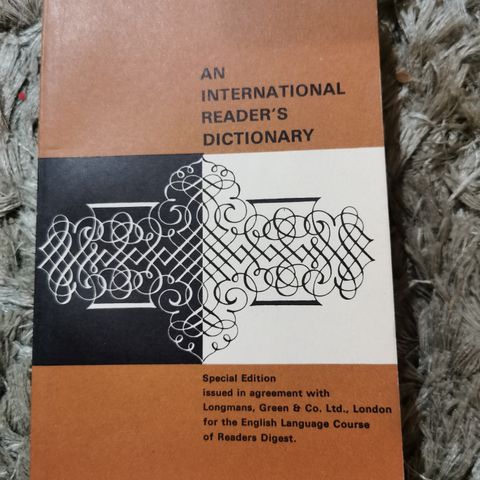 AN
INTERNATIONAL
READER'S
DICTIONARY
Special Edition
issued in agreement with
Longmans, Green & Co. Ltd., London
for the English Language Course
of Readers Digest.